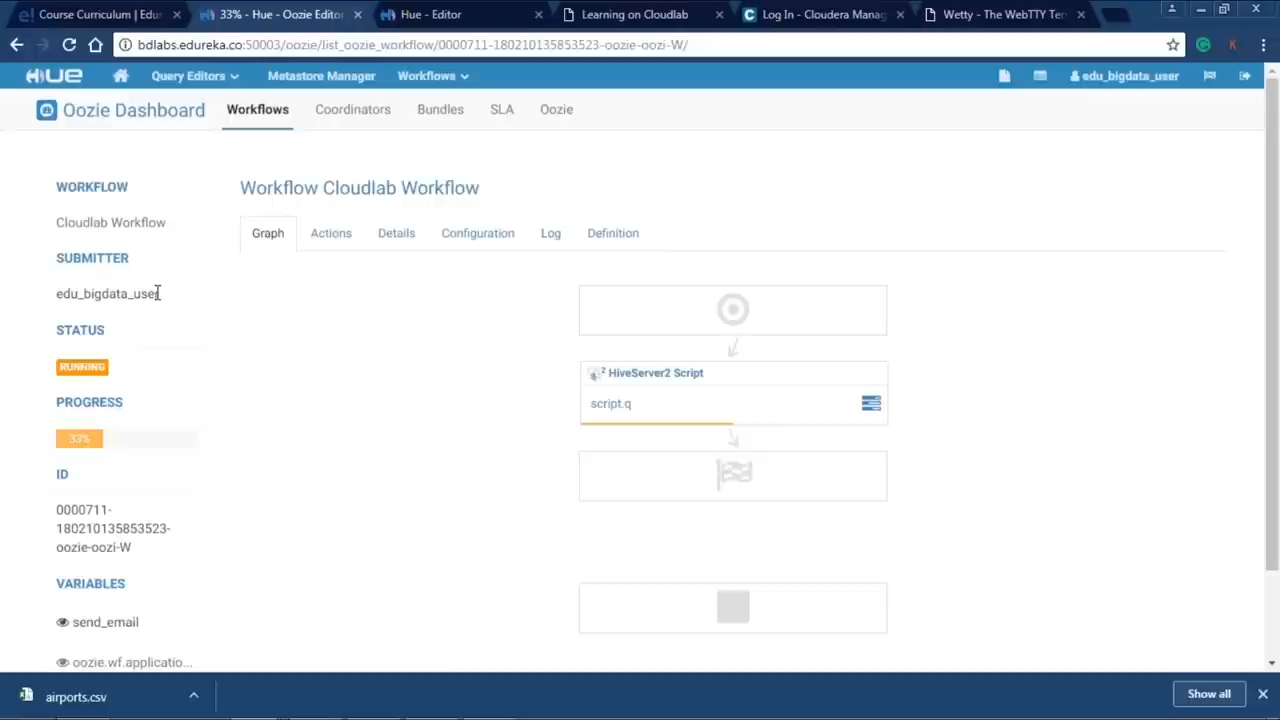 Course Curriculum | Edu
33% - Hue - Oozie Editor
Hue - Editor
Learning on Cloudlab
Log In - Cloudera Manag
Wetty - The WebTTY Ter
bdlabs.edureka.co:50003/oozie/list_oozie_workflow/0000711-180210135853523-oozie-oozi-W/
K
HUE
Query Editors
Metastore Manager
Workflows
edu_bigdata_user
Oozie Dashboard
Workflows
Coordinators
Bundles
SLA
Oozie
WORKFLOW
Cloudlab Workflow
SUBMITTER
edu_bigdata_user
STATUS
RUNNING
PROGRESS
33%
ID
0000711-
180210135853523-
oozie-oozi-W
VARIABLES
send_email
oozie.wf.applicatio...
Workflow Cloudlab Workflow
Graph
Actions
Details
Configuration
Log
Definition
2 HiveServer2 Script
script.q
airports.csv
Show all